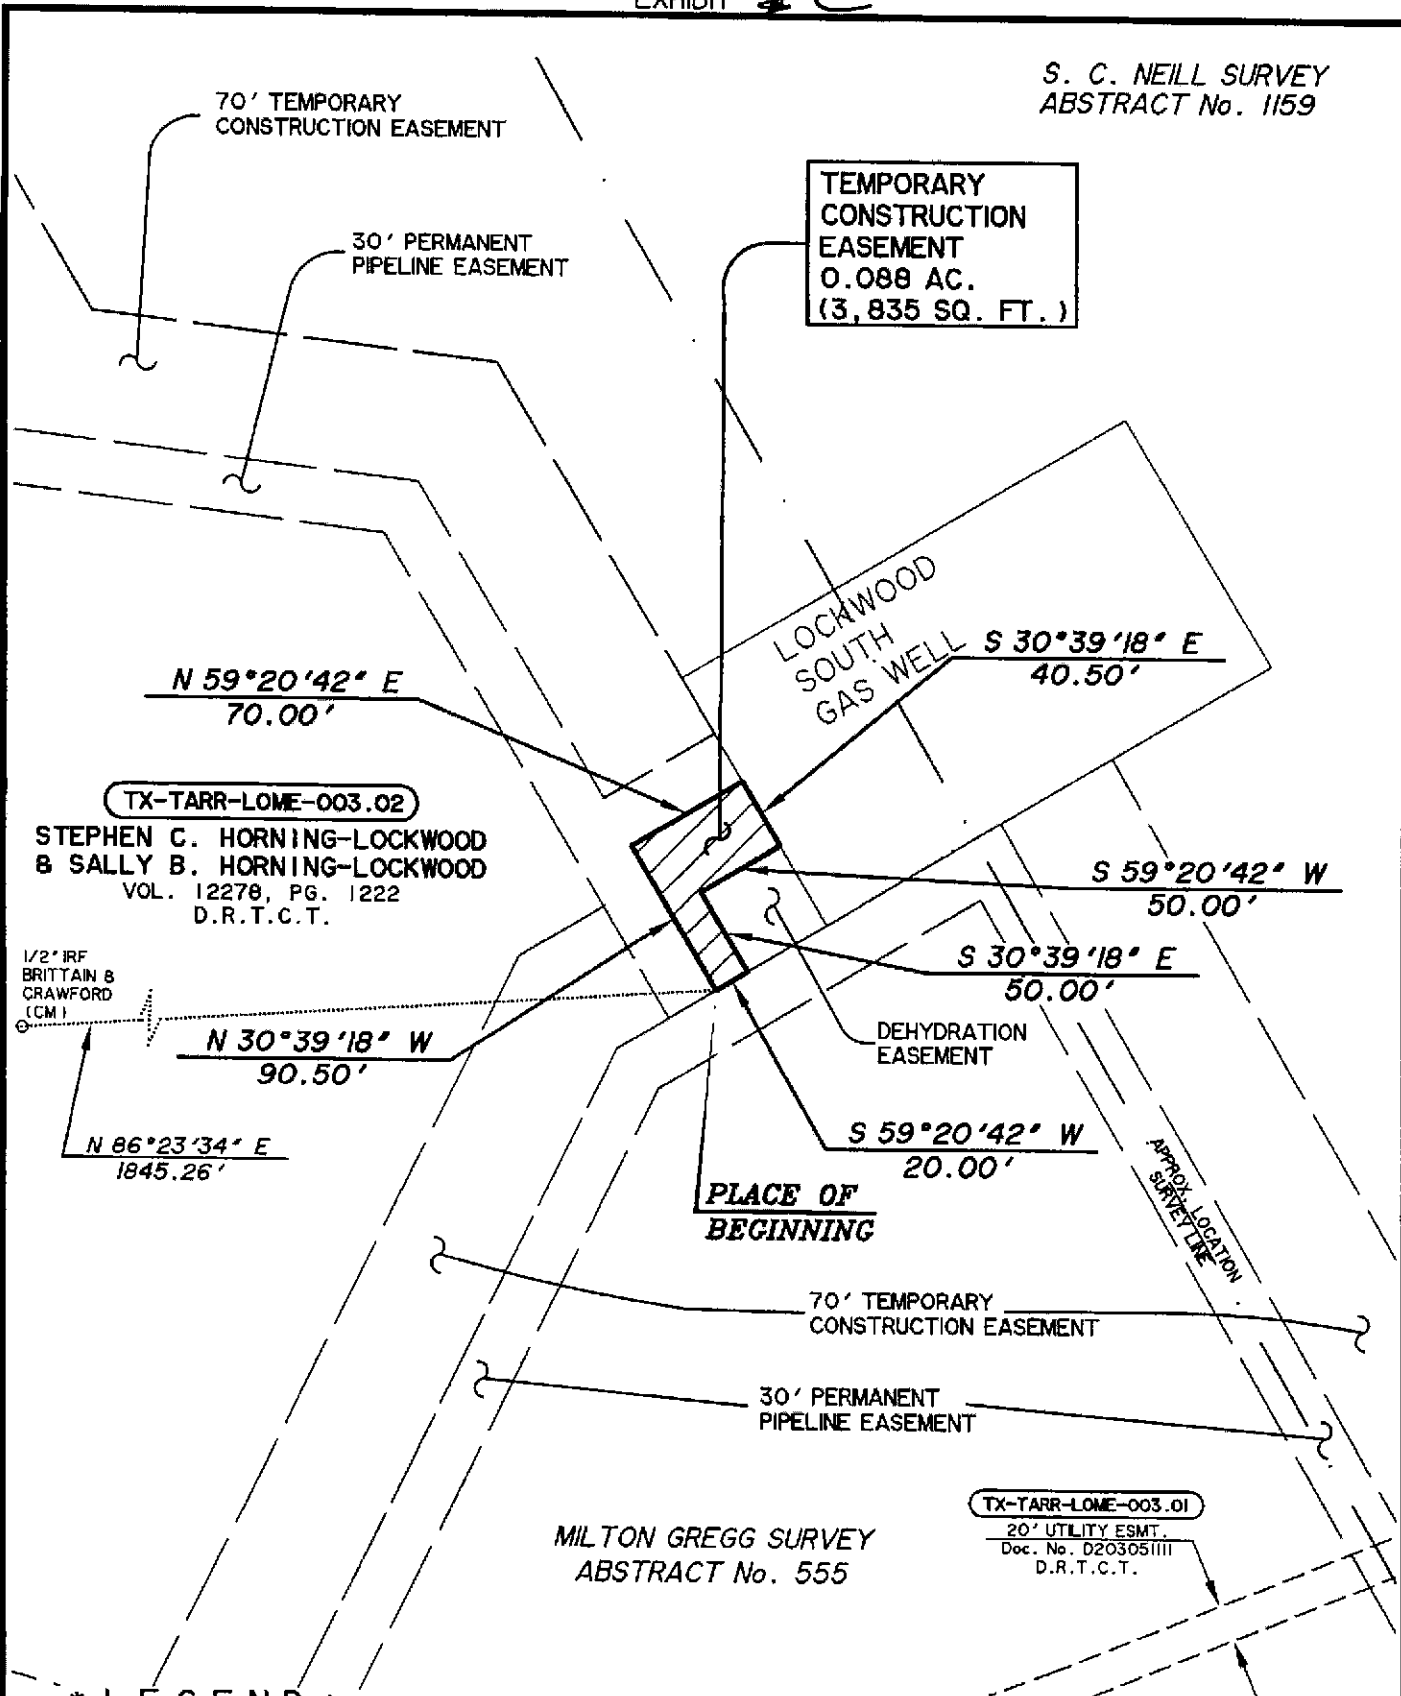 EXHIBIT
S. C. NEILL SURVEY
ABSTRACT No. 1159
70' TEMPORARY
CONSTRUCTION EASEMENT
TEMPORARY
CONSTRUCTION
EASEMENT
0.088 AC.
(3,835 SQ. FT.)
30' PERMANENT
PIPELINE EASEMENT
LOCKWOOD
SOUTH
GAS WELL
S 30°39'18" E
40.50'
N 59°20'42" E
70.00'
TX-TARR-LOME-003.02
STEPHEN C. HORNING-LOCKWOOD
& SALLY B. HORNING-LOCKWOOD
VOL. 12278, PG. 1222
D.R.T.C.T.
S 59°20'42" W
50.00'
1/2" IRF
BRITTAIN &
CRAWFORD
(CM)
S 30°39'18" E
50.00'
N 30°39'18" W
90.50'
DEHYDRATION
EASEMENT
N 86°23'34" E
1845.26'
S 59°20'42" W
20.00'
PLACE OF
BEGINNING
APPROX. LOCATION
SURVEY LINE
70' TEMPORARY
CONSTRUCTION EASEMENT
30' PERMANENT
PIPELINE EASEMENT
TX-TARR-LOME-003.01
20' UTILITY ESMT.
Doc. No. D203051111
D.R.T.C.T.
MILTON GREGG SURVEY
ABSTRACT No. 555
* LEGEND